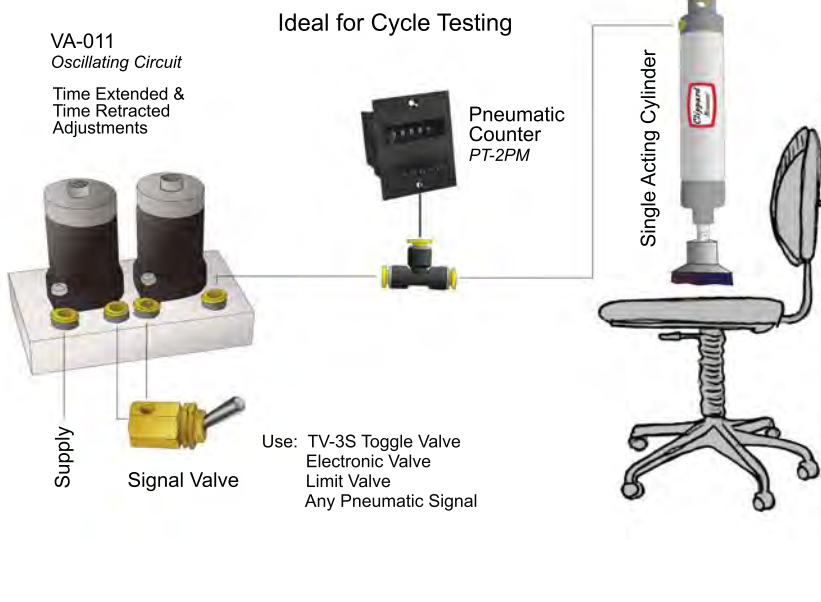 Ideal for Cycle Testing
VA-011
Oscillating Circuit
Time Extended &
Time Retracted
Adjustments
Pneumatic
Counter
PT-2PM
Single Acting Cylinder
Clippard
Supply
Signal Valve
Use: TV-3S Toggle Valve
Electronic Valve
Limit Valve
Any Pneumatic Signal